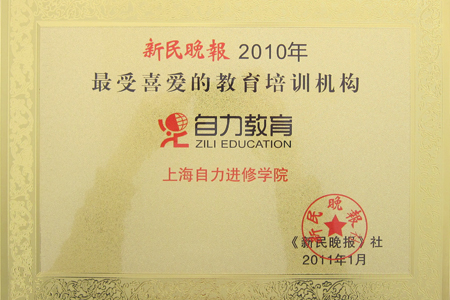 新民晚報 2010年
最受喜爱的教育培训机构
自力教育
ZILI EDUCATION
上海自力进修学院
新民晚報社
《新民晚报》社
2011年1月